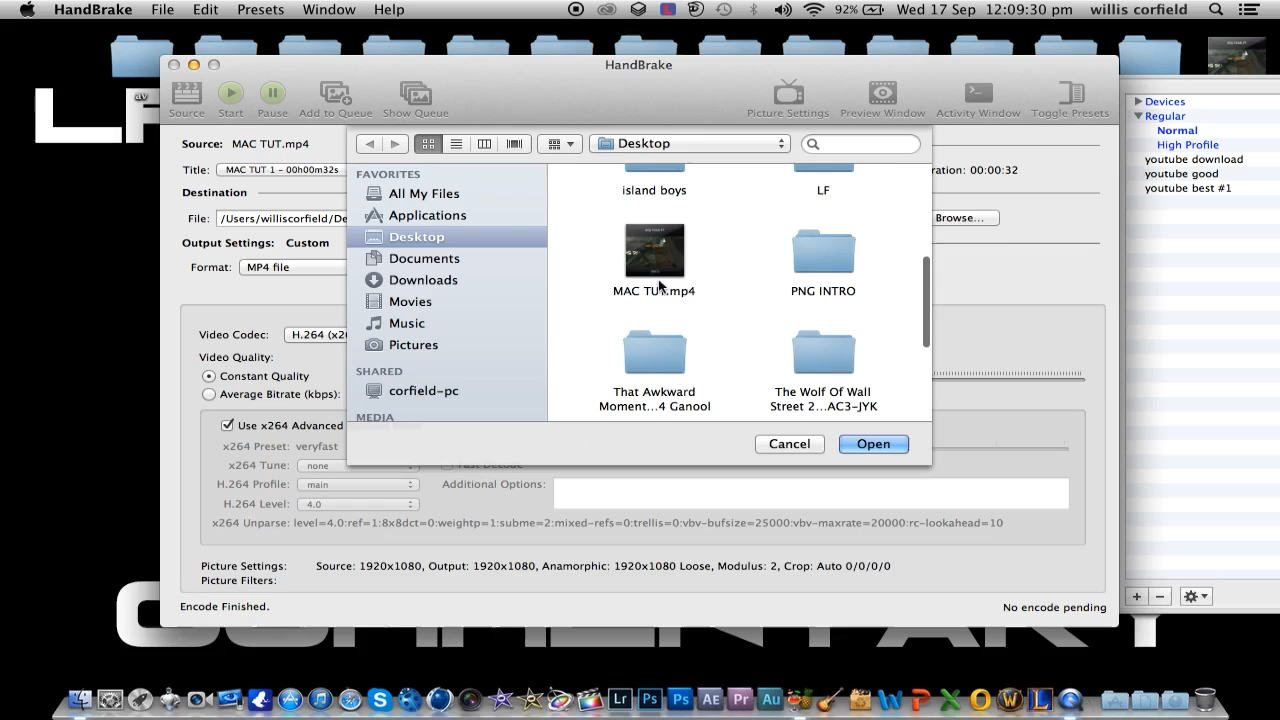 HandBrake File Edit Presets Window Help 92% Wed 17 Sep 12:09:30 pm willis corfield
HandBrake
Source Start Pause Add to Queue Show Queue Picture Settings Preview Window Activity Window Toggle Presets
Source: MAC TUT.mp4
Title: MAC TUT 1 - 00h00m32s
ration: 00:00:32
Destination
File: /Users/williscorfield/De
Browse...
Output Settings: Custom
Format: MP4 file
Video Codec: H.264 (x2
Video Quality:
Constant Quality
Average Bitrate (kbps):
Use x264 Advanced
x264 Preset: veryfast
x264 Tune: none
Fast Decode
H.264 Profile: main
Additional Options:
H.264 Level: 4.0
x264 Unparse: level=4.0:ref=1:8x8dct=0:weightp=1:subme=2:mixed-refs=0:trellis=0:vbv-bufsize=25000:vbv-maxrate=20000:rc-lookahead=10
Picture Settings: Source: 1920x1080, Output: 1920x1080, Anamorphic: 1920x1080 Loose, Modulus: 2, Crop: Auto 0/0/0/0
Picture Filters:
Encode Finished.
No encode pending
Desktop
FAVORITES
All My Files
Applications
Desktop
Documents
Downloads
Movies
Music
Pictures
SHARED
corfield-pc
MEDIA
island boys
LF
MAC TUT.mp4
PNG INTRO
That Awkward
Moment...4 Ganool
The Wolf Of Wall
Street 2...AC3-JYK
Cancel
Open
Devices
Regular
Normal
High Profile
youtube download
youtube good
youtube best #1
av
Lr Ps Ps AE Pr Au